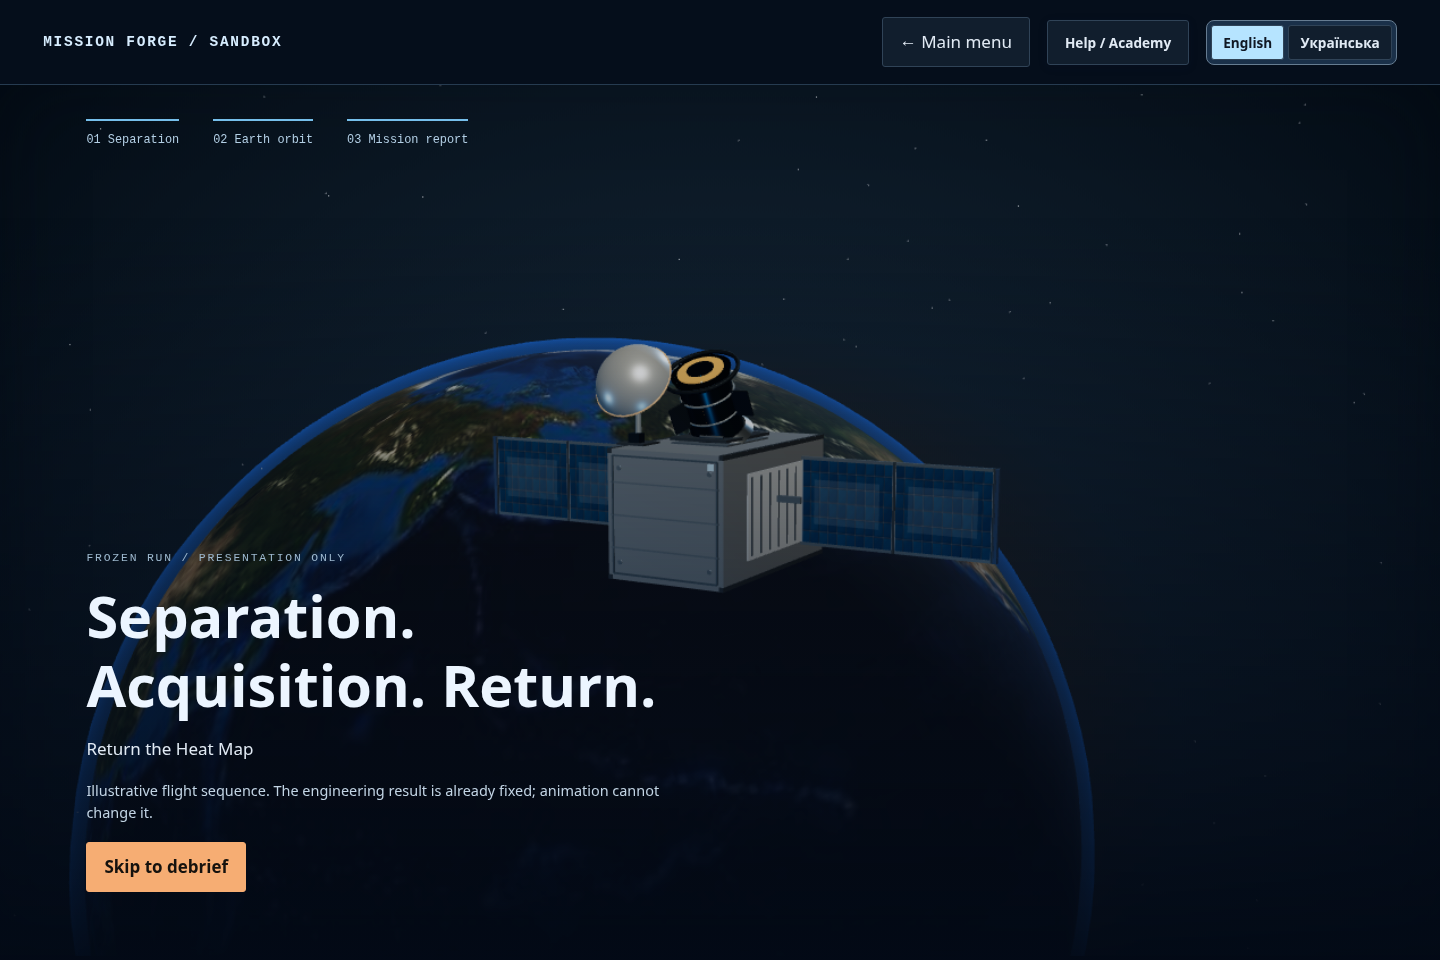 MISSION FORGE / SANDBOX
← Main menu
Help / Academy
English
Українська
01 Separation
02 Earth orbit
03 Mission report
FROZEN RUN / PRESENTATION ONLY
Separation.
Acquisition. Return.
Return the Heat Map
Illustrative flight sequence. The engineering result is already fixed; animation cannot
change it.
Skip to debrief